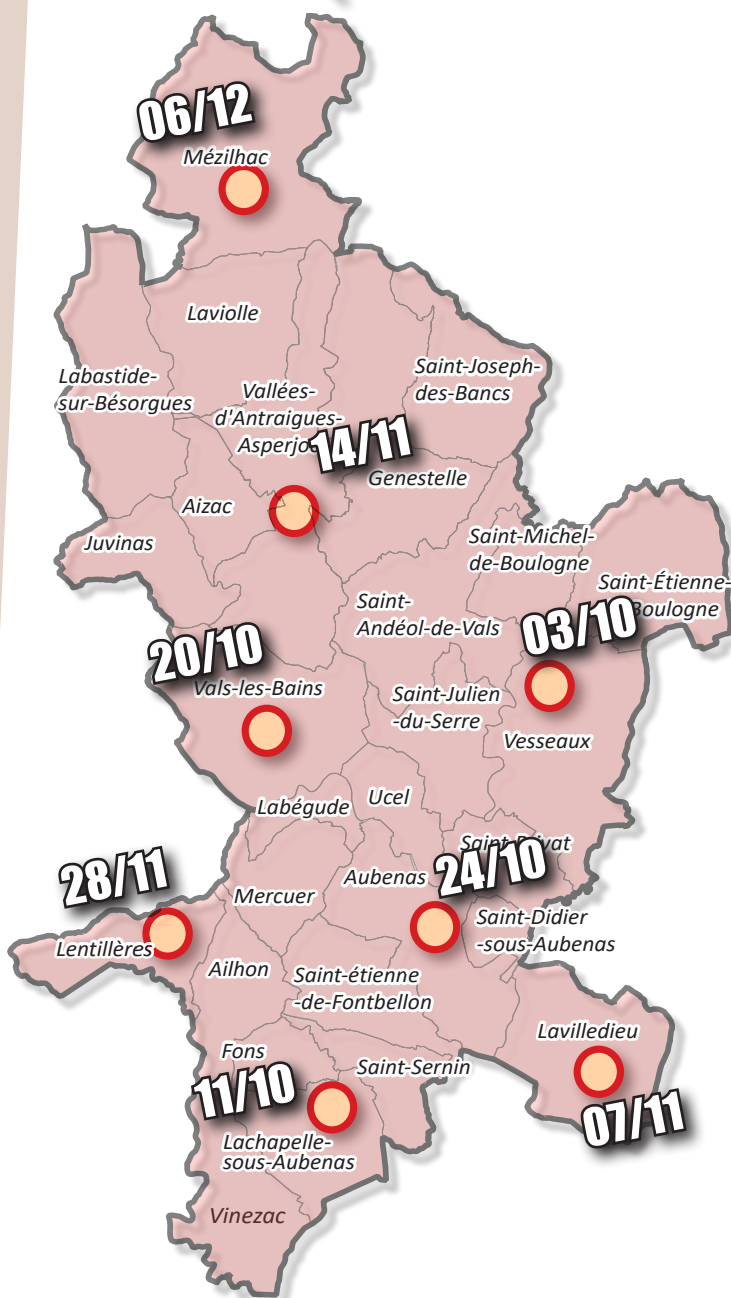 06/12
Mézilhac
Laviolle
Labastide-
sur-Bésorgues
Vallées-
d'Antraigues-
Saint-Joseph-
des-Bancs
14/11
Genestelle
Aizac
Juvinas
Saint-Michel-
de-Boulogne
Saint-Étienne-
Boulogne
Saint-
Andéol-de-Vals
03/10
20/10
Vals-les-Bains
Saint-Julien
-du-Serre
Vesseaux
Labégude
Ucel
28/11
Mercuer
Aubenas
24/10
Saint-Didier
-sous-Aubenas
Lentillères
Ailhon
Saint-étienne
-de-Fontbellon
Lavilledieu
Fons
Saint-Sernin
11/10
07/11
Lachapelle-
sous-Aubenas
Vinezac